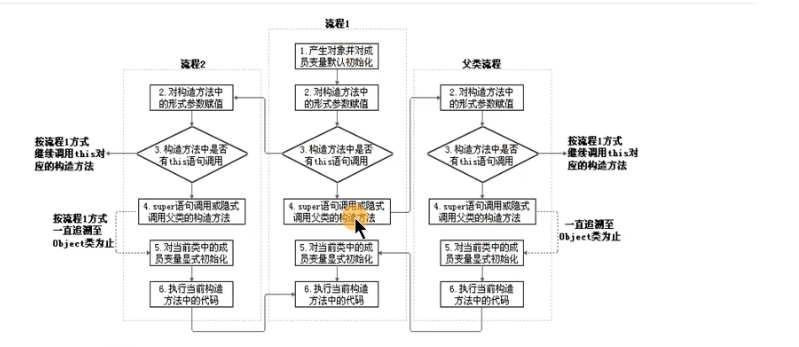 流程1
1.产生对象并对成
员变量默认初始化
2.对构造方法中
的形式参数赋值
3.构造方法中是否
有this语句调用
4.super语句调用或隐式
调用父类的构造方法
5.对当前类中的成
员变量显式初始化
6.执行当前构造
方法中的代码
流程2
2.对构造方法中
的形式参数赋值
3.构造方法中是否
有this语句调用
按流程1方式
继续调用this对
应的构造方法
4.super语句调用或隐式
调用父类的构造方法
按流程1方式
一直追溯至
Object类为止
5.对当前类中的成
员变量显式初始化
6.执行当前构造
方法中的代码
父类流程
2.对构造方法中
的形式参数赋值
3.构造方法中是否
有this语句调用
按流程1方式
继续调用this对
应的构造方法
4.super语句调用或隐式
调用父类的构造方法
一直追溯至
Object类为止
5.对当前类中的成
员变量显式初始化
6.执行当前构造
方法中的代码